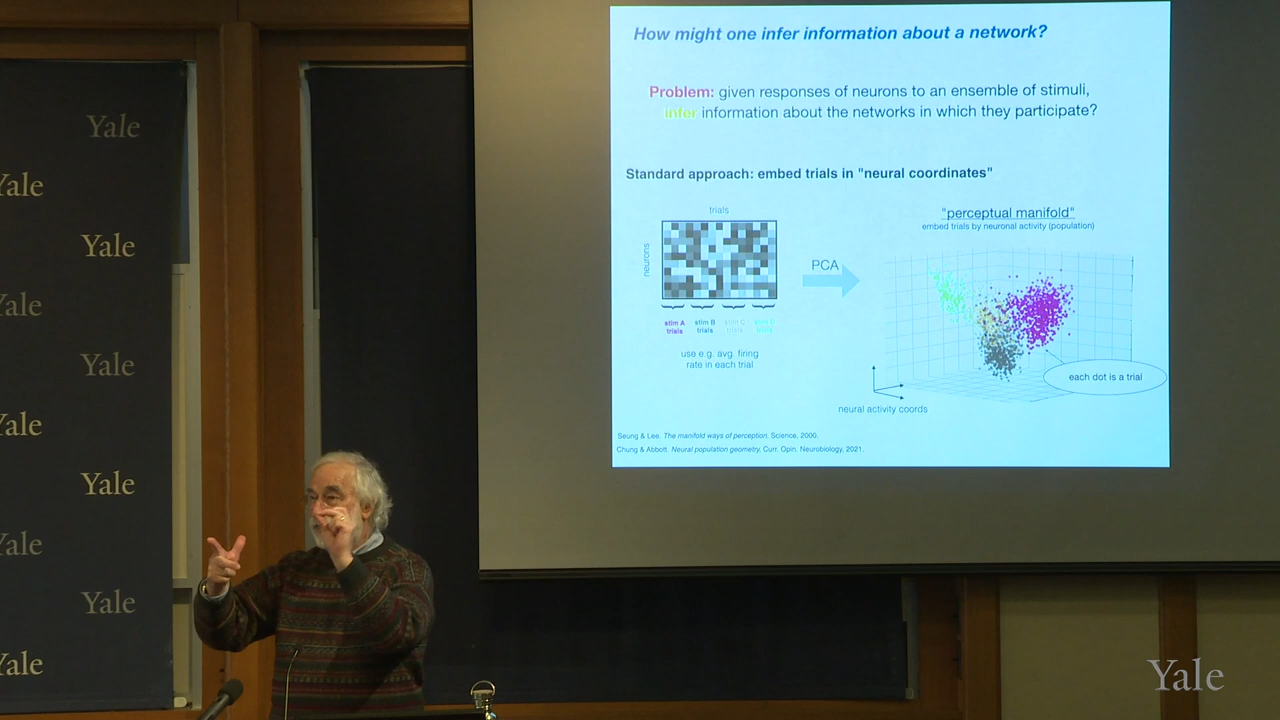 Yale
Yale
Yale
Yale
Yale
Yale
Yale
Yale
Yale
Yale
How might one infer information about a network?
Problem: given responses of neurons to an ensemble of stimuli,
infer information about the networks in which they participate?
Standard approach: embed trials in "neural coordinates"
trials
neurons
stim A
trials
stim B
trials
stim C
trials
stim D
trials
use e.g. avg. firing
rate in each trial
PCA
"perceptual manifold"
embed trials by neuronal activity (population)
each dot is a trial
neural activity coords
Seung & Lee. The manifold ways of perception. Science, 2000.
Chung & Abbott. Neural population geometry, Curr. Opin. Neurobiology, 2021.
Yale